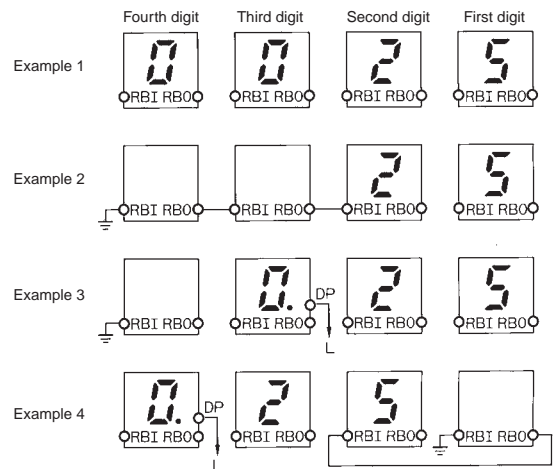 Fourth digit Third digit Second digit First digit
Example 1
0 0 2 5
RBI RBO RBI RBO RBI RBO RBI RBO
Example 2
2 5
RBI RBO RBI RBO RBI RBO RBI RBO
Example 3
0. DP 2 5
RBI RBO RBI RBO RBI RBO RBI RBO
L
Example 4
0. DP 2 5
RBI RBO RBI RBO RBI RBO RBI RBO
L